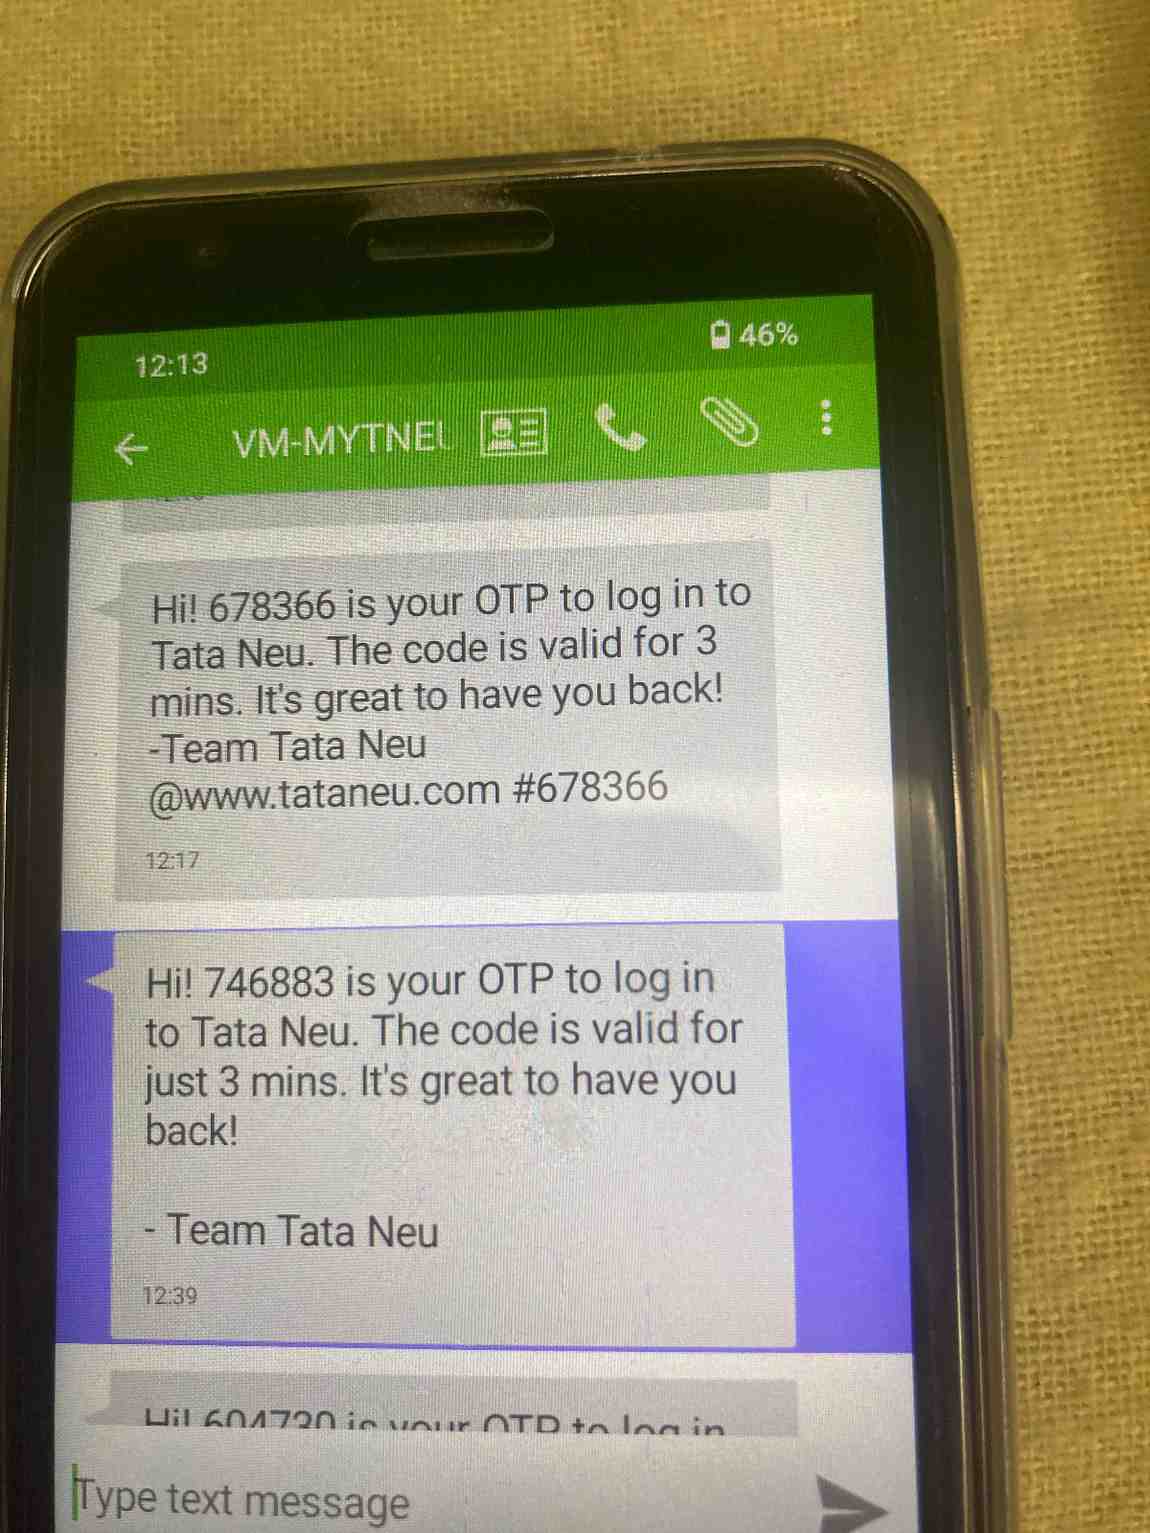 12:13
46%
VM-MYTNEU
Hi! 678366 is your OTP to log in to
Tata Neu. The code is valid for 3
mins. It's great to have you back!
-Team Tata Neu
@www.tataneu.com #678366
12:17
Hi! 746883 is your OTP to log in
to Tata Neu. The code is valid for
just 3 mins. It's great to have you
back!
- Team Tata Neu
12:39
Hi! 604730 is your OTP to log in
Type text message